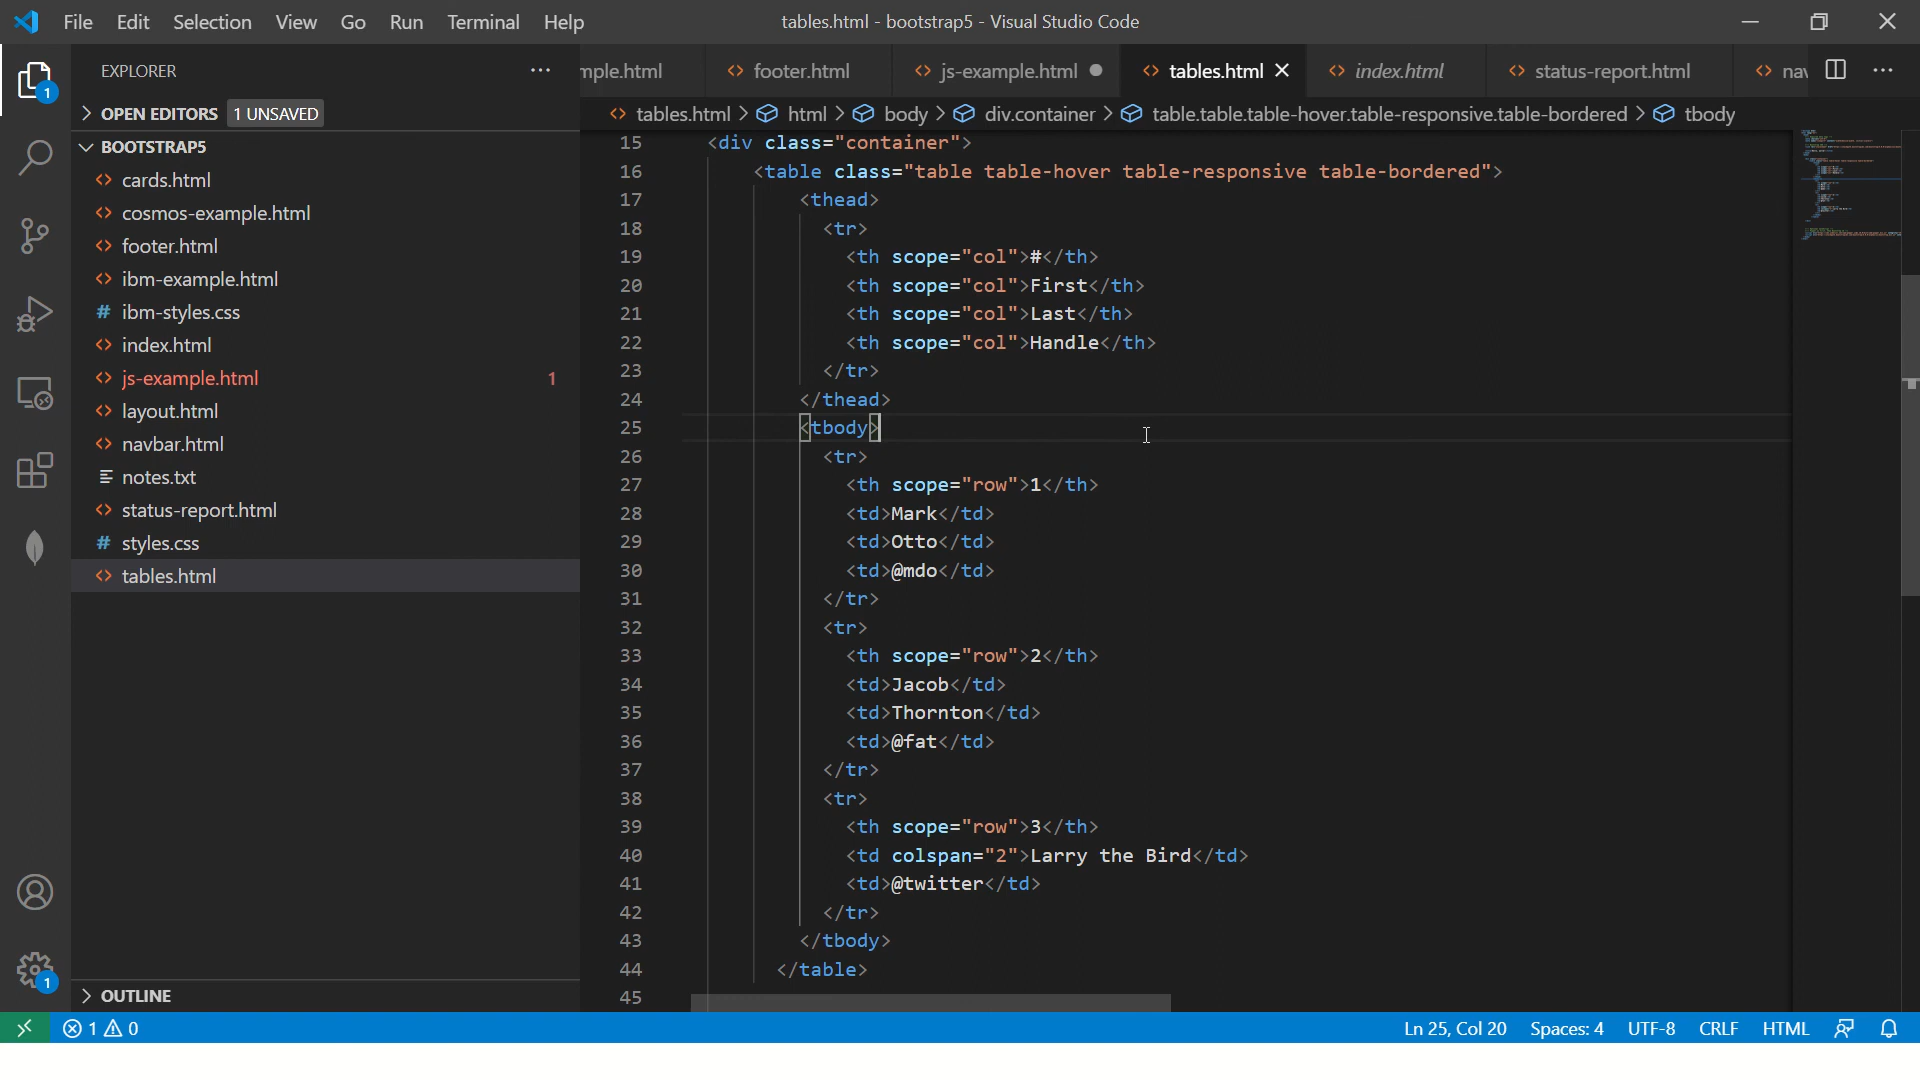 File Edit Selection View Go Run Terminal Help
tables.html - bootstrap5 - Visual Studio Code
EXPLORER
OPEN EDITORS 1 UNSAVED
BOOTSTRAP5
cards.html
cosmos-example.html
footer.html
ibm-example.html
ibm-styles.css
index.html
js-example.html 1
layout.html
navbar.html
notes.txt
status-report.html
styles.css
tables.html
OUTLINE
1
1
mple.html footer.html js-example.html tables.html index.html status-report.html nav
tables.html > html > body > div.container > table.table.table-hover.table-responsive.table-bordered > tbody
15 <div class="container">
16 <table class="table table-hover table-responsive table-bordered">
17 <thead>
18 <tr>
19 <th scope="col">#</th>
20 <th scope="col">First</th>
21 <th scope="col">Last</th>
22 <th scope="col">Handle</th>
23 </tr>
24 </thead>
25 <tbody>
26 <tr>
27 <th scope="row">1</th>
28 <td>Mark</td>
29 <td>Otto</td>
30 <td>@mdo</td>
31 </tr>
32 <tr>
33 <th scope="row">2</th>
34 <td>Jacob</td>
35 <td>Thornton</td>
36 <td>@fat</td>
37 </tr>
38 <tr>
39 <th scope="row">3</th>
40 <td colspan="2">Larry the Bird</td>
41 <td>@twitter</td>
42 </tr>
43 </tbody>
44 </table>
45
1 0 Ln 25, Col 20 Spaces: 4 UTF-8 CRLF HTML